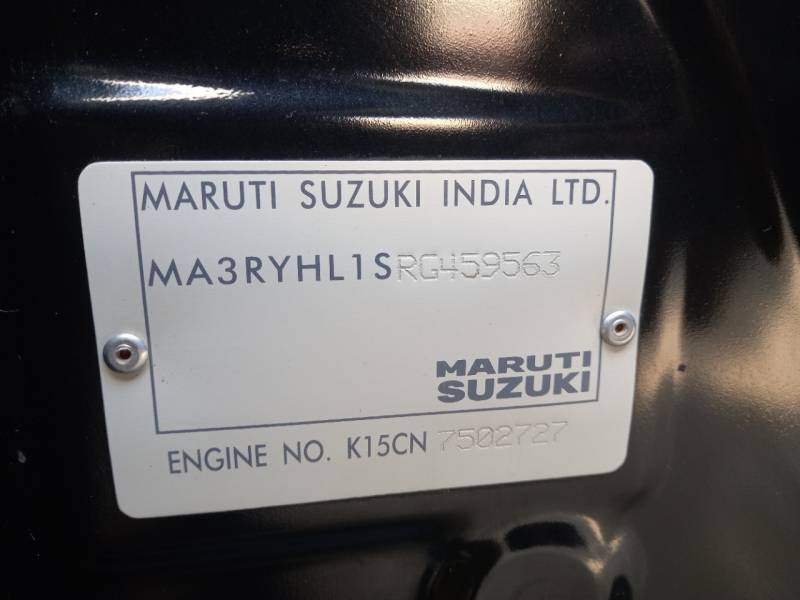 MARUTI SUZUKI INDIA LTD.
MA3RYHL1SRG459563
MARUTI
SUZUKI
ENGINE NO. K15CN 7502727